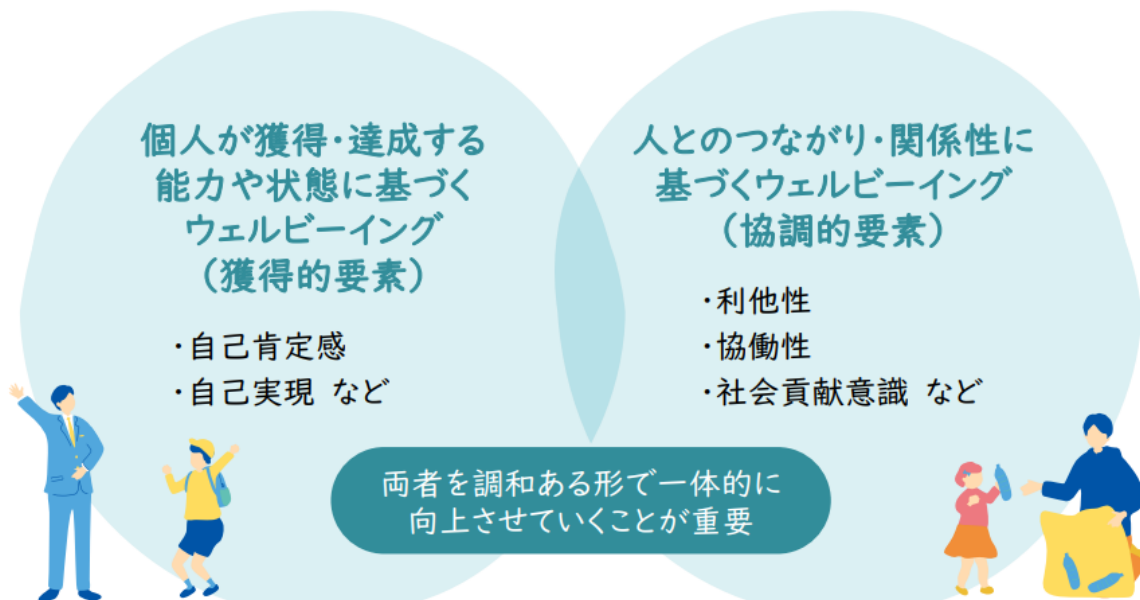 個人が獲得・達成する
能力や状態に基づく
ウェルビーイング
（獲得的要素）
・自己肯定感
・自己実現 など
人とのつながり・関係性に
基づくウェルビーイング
（協調的要素）
・利他性
・協働性
・社会貢献意識 など
両者を調和ある形で一体的に
向上させていくことが重要